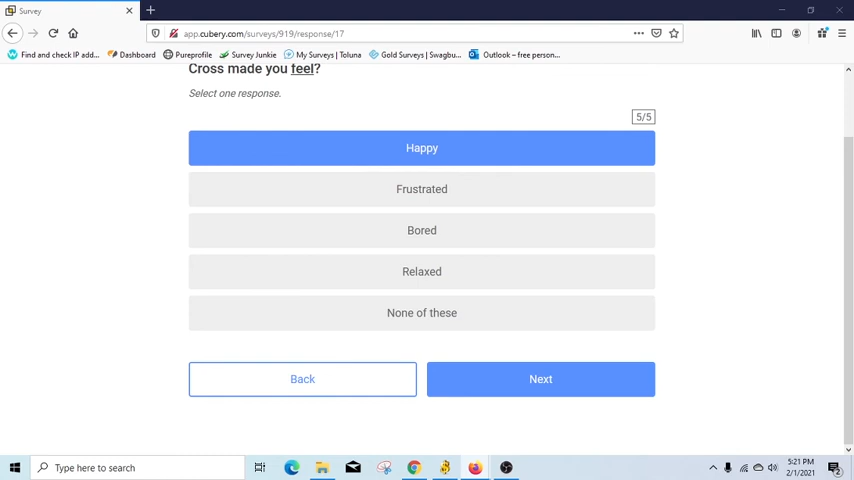 Survey
app.cubery.com/surveys/919/response/17
Find and check IP add...
Dashboard
Pureprofile
Survey Junkie
My Surveys | Toluna
Gold Surveys | Swagbu...
Outlook – free person...
Cross made you feel?
Select one response.
5/5
Happy
Frustrated
Bored
Relaxed
None of these
Back
Next
Type here to search
5:21 PM
2/1/2021
2